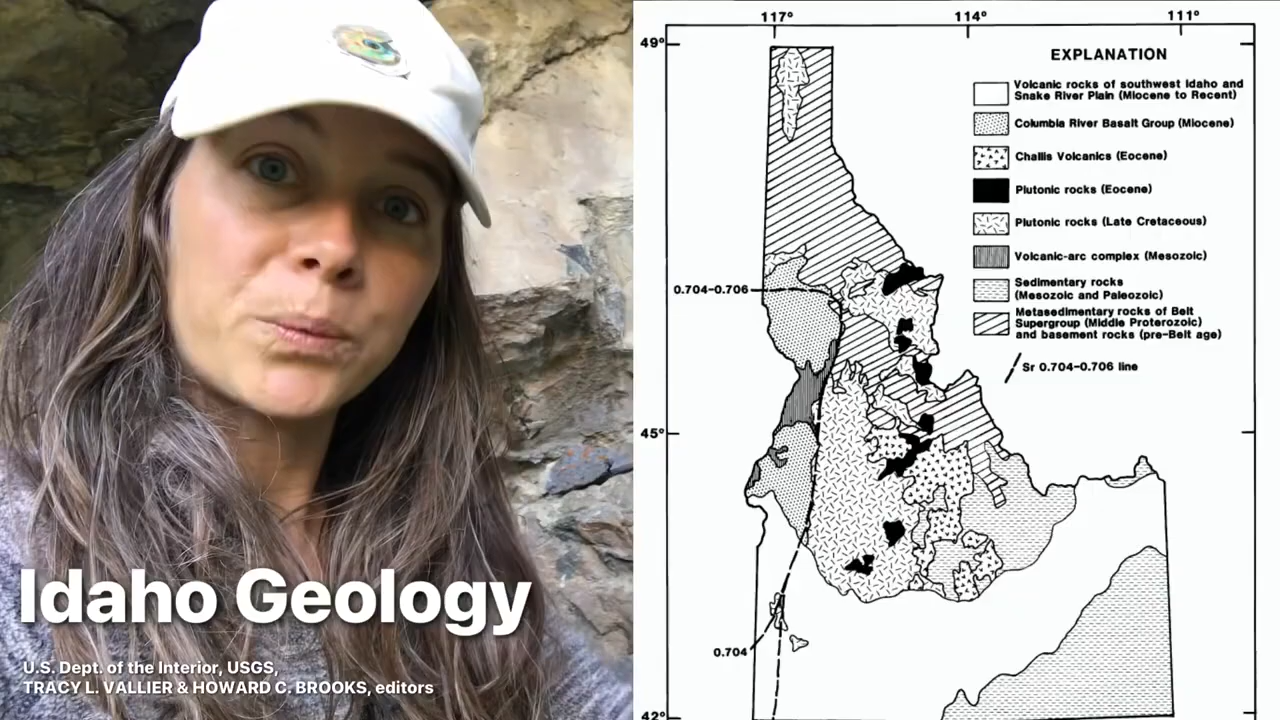 Idaho Geology
U.S. Dept. of the Interior, USGS,
TRACY L. VALLIER & HOWARD C. BROOKS, editors
117° 114° 111°
49°
EXPLANATION
Volcanic rocks of southwest Idaho and
Snake River Plain (Miocene to Recent)
Columbia River Basalt Group (Miocene)
Challis Volcanics (Eocene)
Plutonic rocks (Eocene)
Plutonic rocks (Late Cretaceous)
Volcanic-arc complex (Mesozoic)
Sedimentary rocks
(Mesozoic and Paleozoic)
Metasedimentary rocks of Belt
Supergroup (Middle Proterozoic)
and basement rocks (pre-Belt age)
Sr 0.704-0.706 line
0.704-0.706
45°
0.704
42°